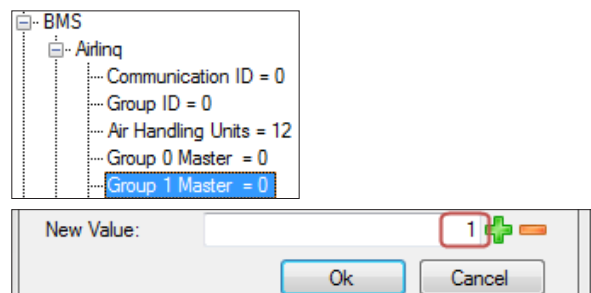 BMS
Airlinq
Communication ID = 0
Group ID = 0
Air Handling Units = 12
Group 0 Master = 0
Group 1 Master = 0
New Value: 1
Ok Cancel